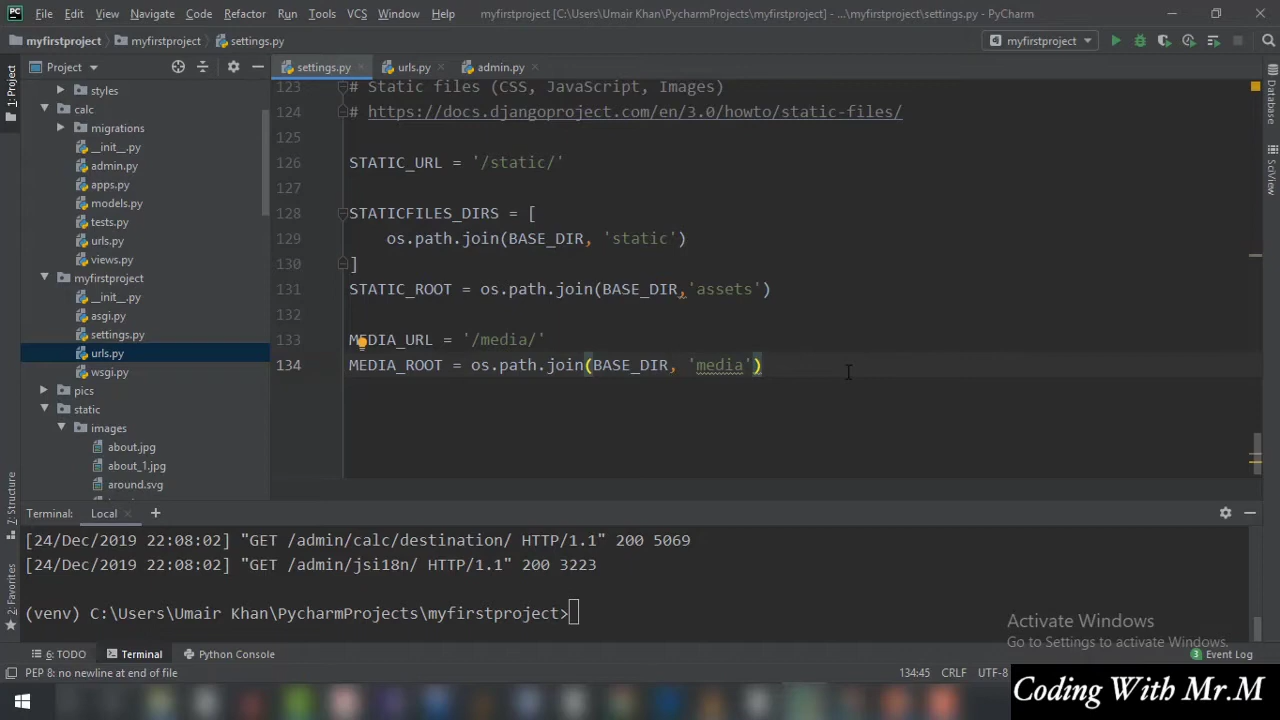 File Edit View Navigate Code Refactor Run Tools VCS Window Help myfirstproject [C:\Users\Umair Khan\PycharmProjects\myfirstproject] - ...\myfirstproject\settings.py - PyCharm
myfirstproject myfirstproject settings.py myfirstproject
Project settings.py urls.py admin.py
1: Project
styles
calc
migrations
__init__.py
admin.py
apps.py
models.py
tests.py
urls.py
views.py
myfirstproject
__init__.py
asgi.py
settings.py
urls.py
wsgi.py
pics
static
images
about.jpg
about_1.jpg
around.svg
123 # Static files (CSS, JavaScript, Images)
124 # https://docs.djangoproject.com/en/3.0/howto/static-files/
125
126 STATIC_URL = '/static/'
127
128 STATICFILES_DIRS = [
129 os.path.join(BASE_DIR, 'static')
130 ]
131 STATIC_ROOT = os.path.join(BASE_DIR,'assets')
132
133 MEDIA_URL = '/media/'
134 MEDIA_ROOT = os.path.join(BASE_DIR, 'media')
Database
SciView
Z: Structure
2: Favorites
Terminal: Local +
[24/Dec/2019 22:08:02] "GET /admin/calc/destination/ HTTP/1.1" 200 5069
[24/Dec/2019 22:08:02] "GET /admin/jsi18n/ HTTP/1.1" 200 3223
(venv) C:\Users\Umair Khan\PycharmProjects\myfirstproject>
Activate Windows
Go to Settings to activate Windows.
6: TODO Terminal Python Console 3 Event Log
PEP 8: no newline at end of file 134:45 CRLF UTF-8
Coding With Mr.M